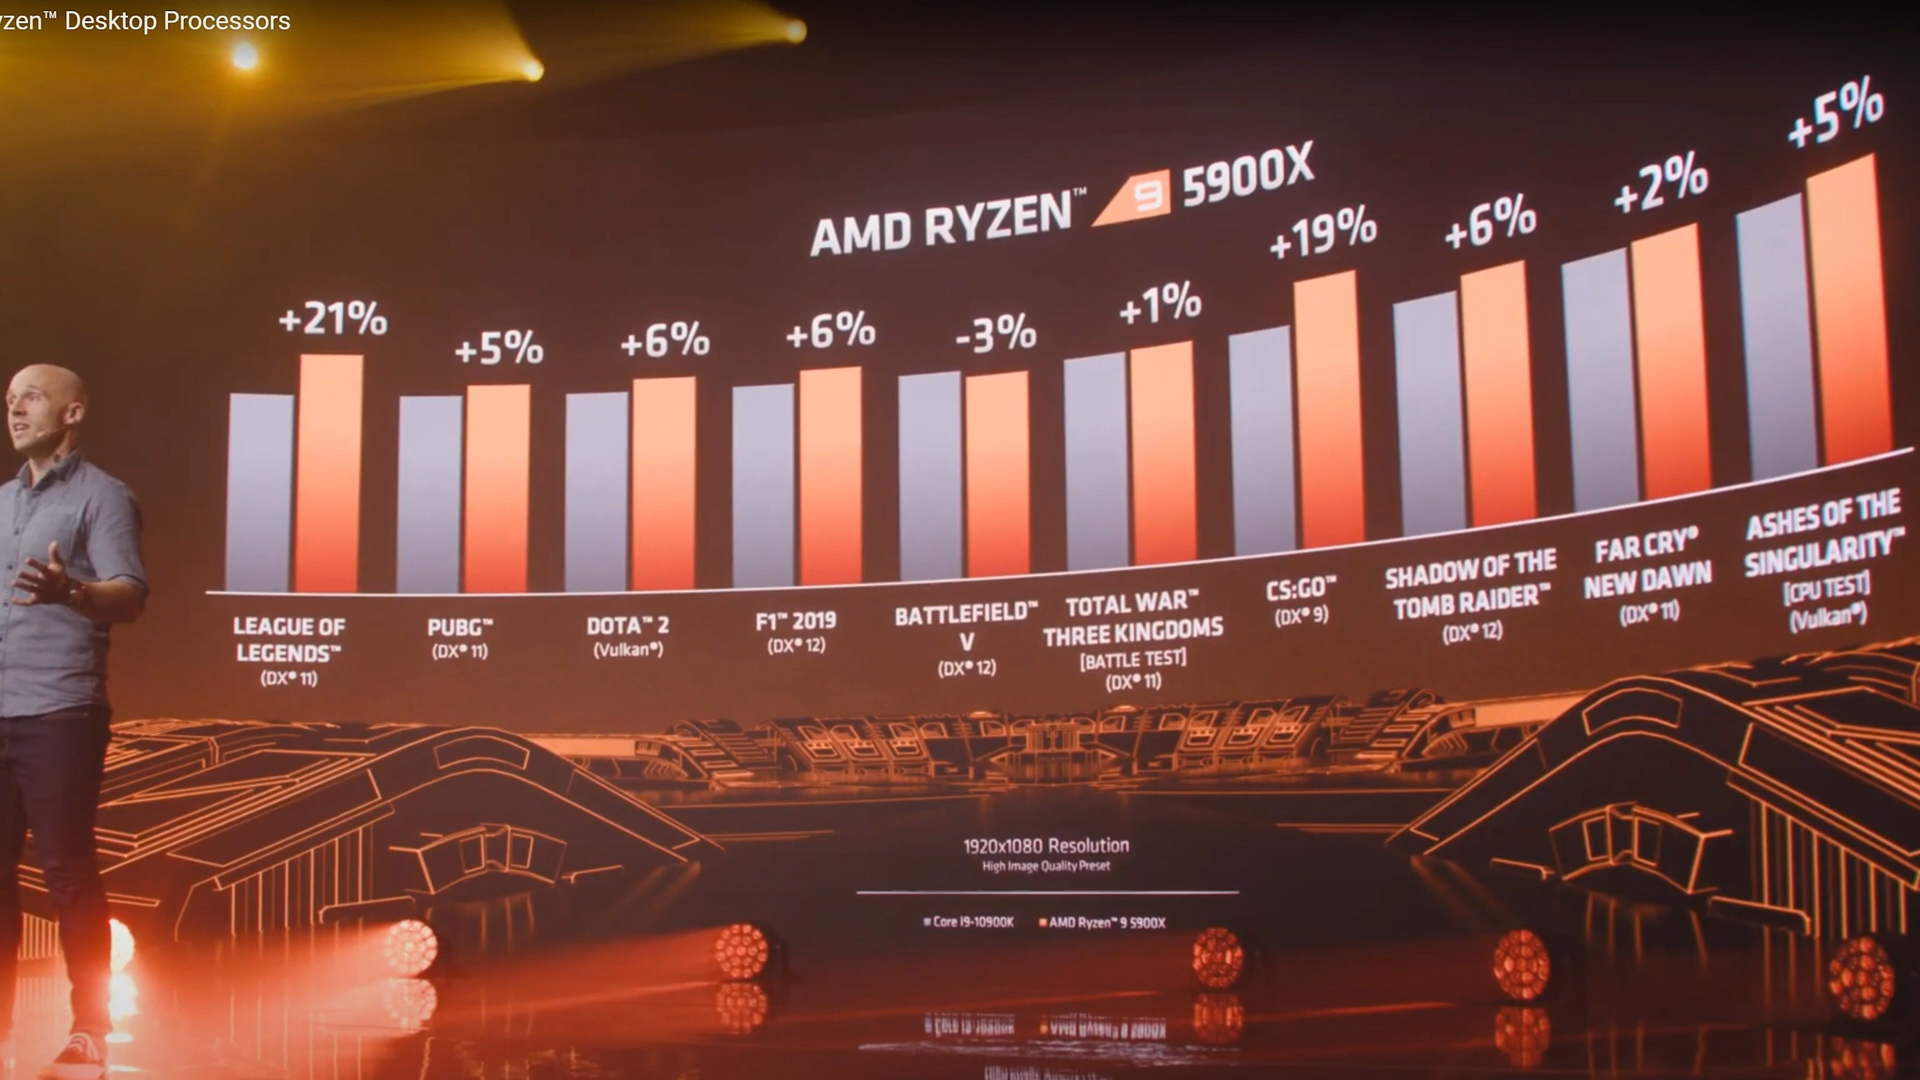 yzen™ Desktop Processors
AMD RYZEN™ 9 5900X
+21%
+5%
+6%
+6%
-3%
+1%
+19%
+6%
+2%
+5%
LEAGUE OF
LEGENDS™
(DX® 11)
PUBG™
(DX® 11)
DOTA™ 2
(Vulkan®)
F1™ 2019
(DX® 12)
BATTLEFIELD™
V
(DX® 12)
TOTAL WAR™
THREE KINGDOMS
[BATTLE TEST]
(DX® 11)
CS:GO™
(DX® 9)
SHADOW OF THE
TOMB RAIDER™
(DX® 12)
FAR CRY®
NEW DAWN
(DX® 11)
ASHES OF THE
SINGULARITY™
[CPU TEST]
(Vulkan®)
1920x1080 Resolution
High Image Quality Preset
Core i9-10900K AMD Ryzen™ 9 5900X